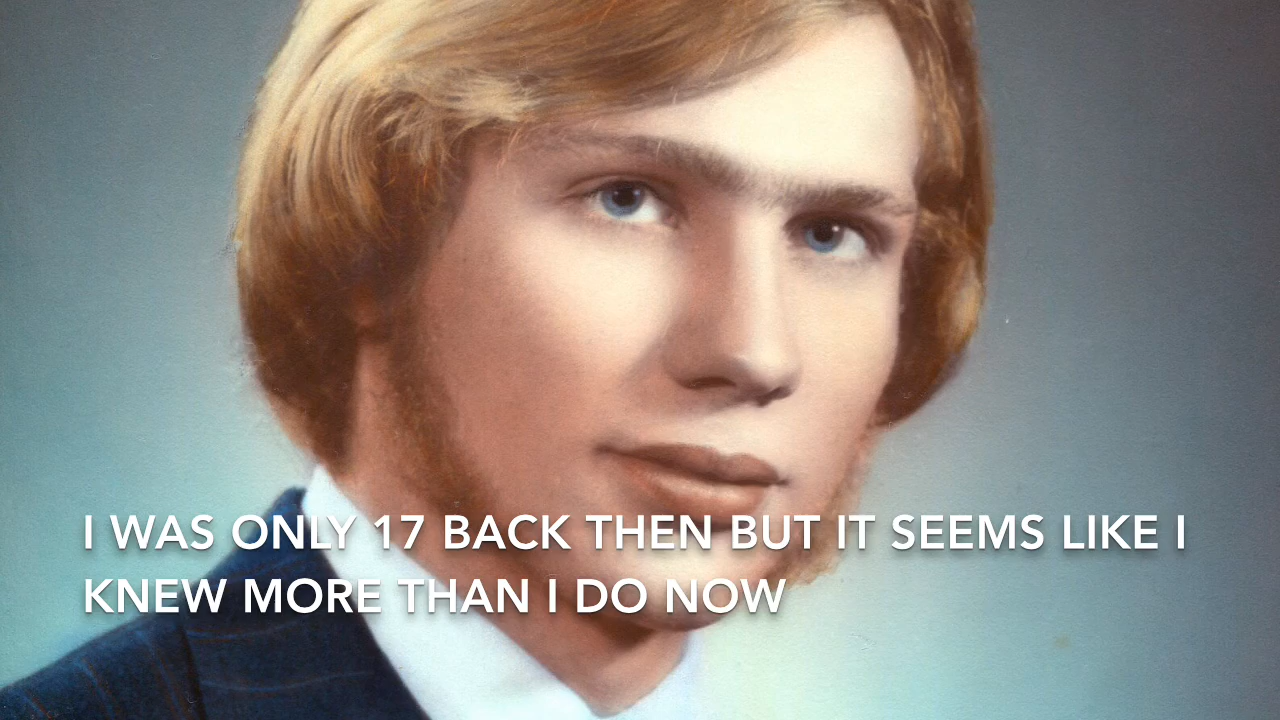 I WAS ONLY 17 BACK THEN BUT IT SEEMS LIKE I
KNEW MORE THAN I DO NOW